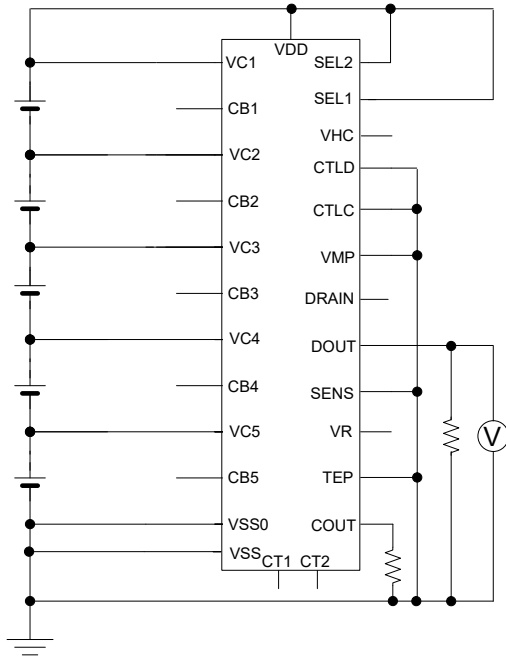 VDD
VC1
SEL2
SEL1
CB1
VHC
VC2
CTLD
CB2
CTLC
VC3
VMP
CB3
DRAIN
VC4
DOUT
CB4
SENS
VC5
VR
V
CB5
TEP
VSS0
COUT
VSS
CT1
CT2